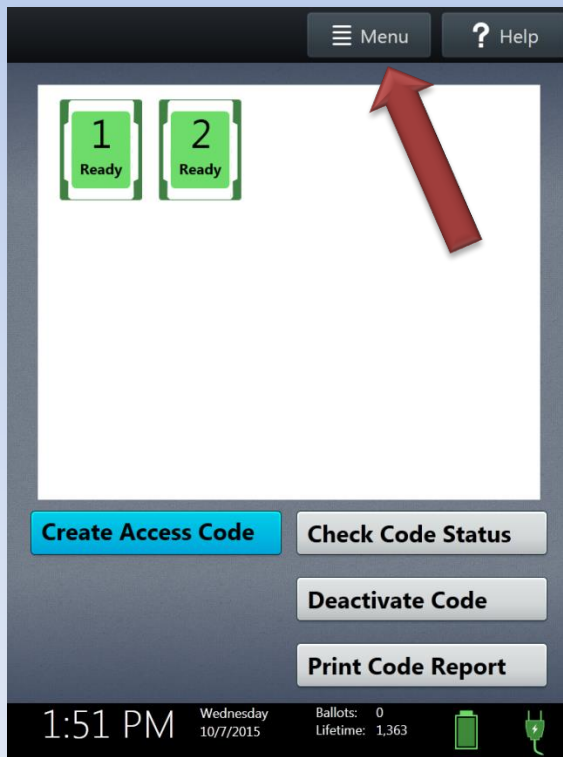 Menu
? Help
1
Ready
2
Ready
Create Access Code
Check Code Status
Deactivate Code
Print Code Report
1:51 PM
Wednesday
10/7/2015
Ballots: 0
Lifetime: 1,363